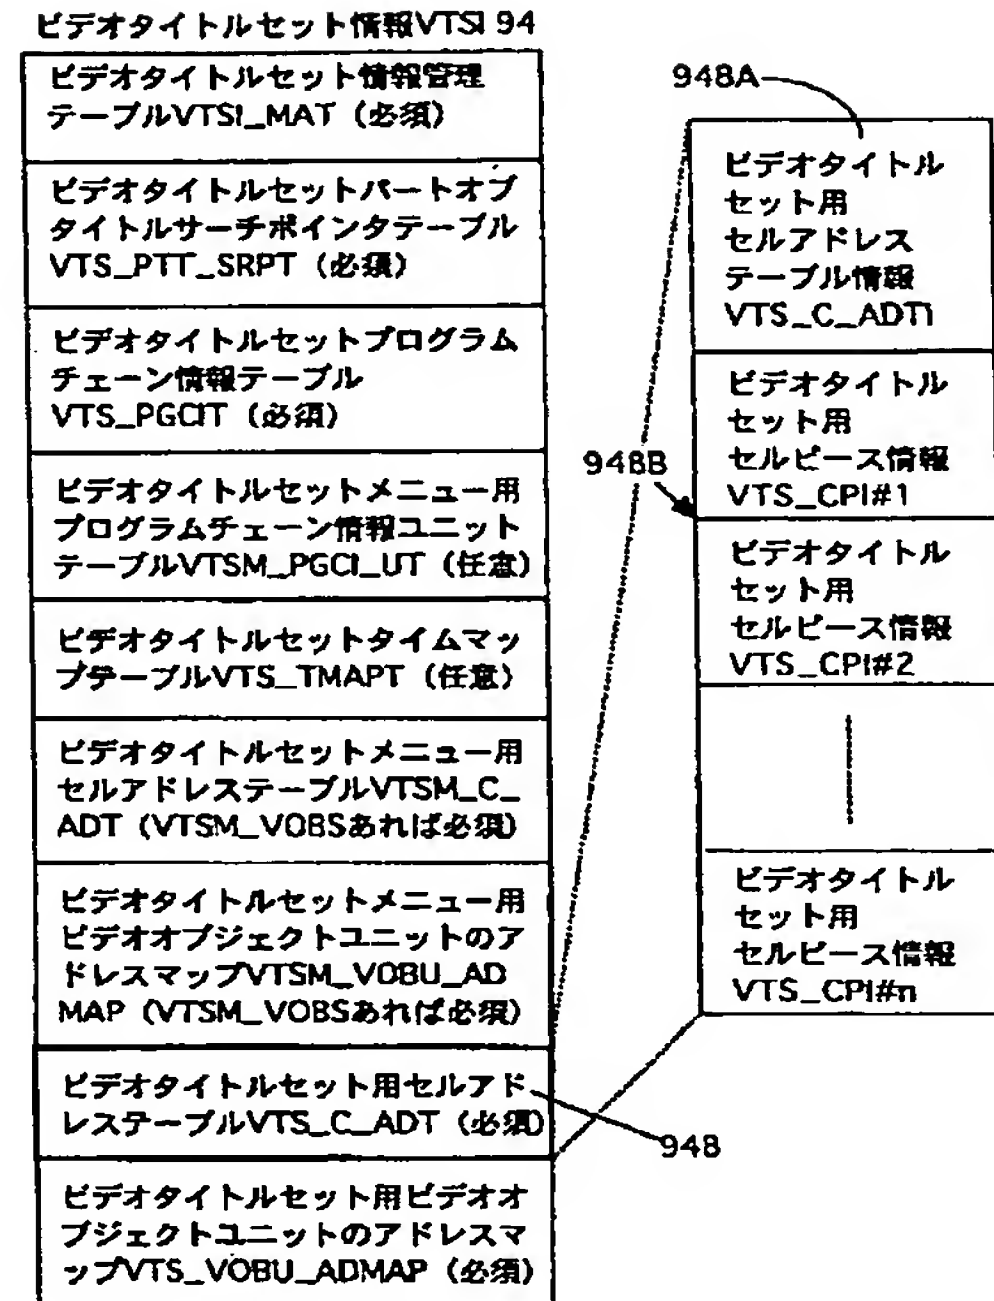 ビデオタイトルセット情報VTSI 94
ビデオタイトルセット情報管理
テーブルVTSI_MAT（必須）
ビデオタイトルセットパートオブ
タイトルサーチポインタテーブル
VTS_PTT_SRPT（必須）
ビデオタイトルセットプログラム
チェーン情報テーブル
VTS_PGCIT（必須）
ビデオタイトルセットメニュー用
プログラムチェーン情報ユニット
テーブルVTSM_PGCI_UT（任意）
ビデオタイトルセットタイムマッ
プテーブルVTS_TMAPT（任意）
ビデオタイトルセットメニュー用
セルアドレステーブルVTSM_C_
ADT（VTSM_VOBSあれば必須）
ビデオタイトルセットメニュー用
ビデオオブジェクトユニットのア
ドレスマップVTSM_VOBU_AD
MAP（VTSM_VOBSあれば必須）
ビデオタイトルセット用セルアド
レステーブルVTS_C_ADT（必須）
ビデオタイトルセット用ビデオオ
ブジェクトユニットのアドレスマ
ップVTS_VOBU_ADMAP（必須）
948A
ビデオタイトル
セット用
セルアドレス
テーブル情報
VTS_C_ADTI
948B
ビデオタイトル
セット用
セルピース情報
VTS_CPI#1
ビデオタイトル
セット用
セルピース情報
VTS_CPI#2
ビデオタイトル
セット用
セルピース情報
VTS_CPI#n
948